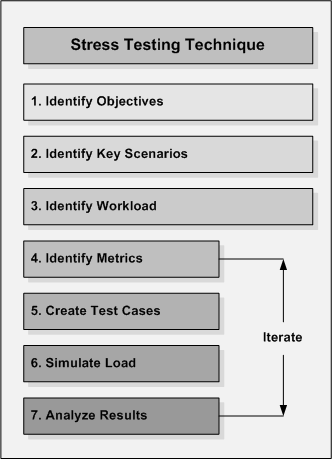 Stress Testing Technique
1. Identify Objectives
2. Identify Key Scenarios
3. Identify Workload
4. Identify Metrics
5. Create Test Cases
Iterate
6. Simulate Load
7. Analyze Results